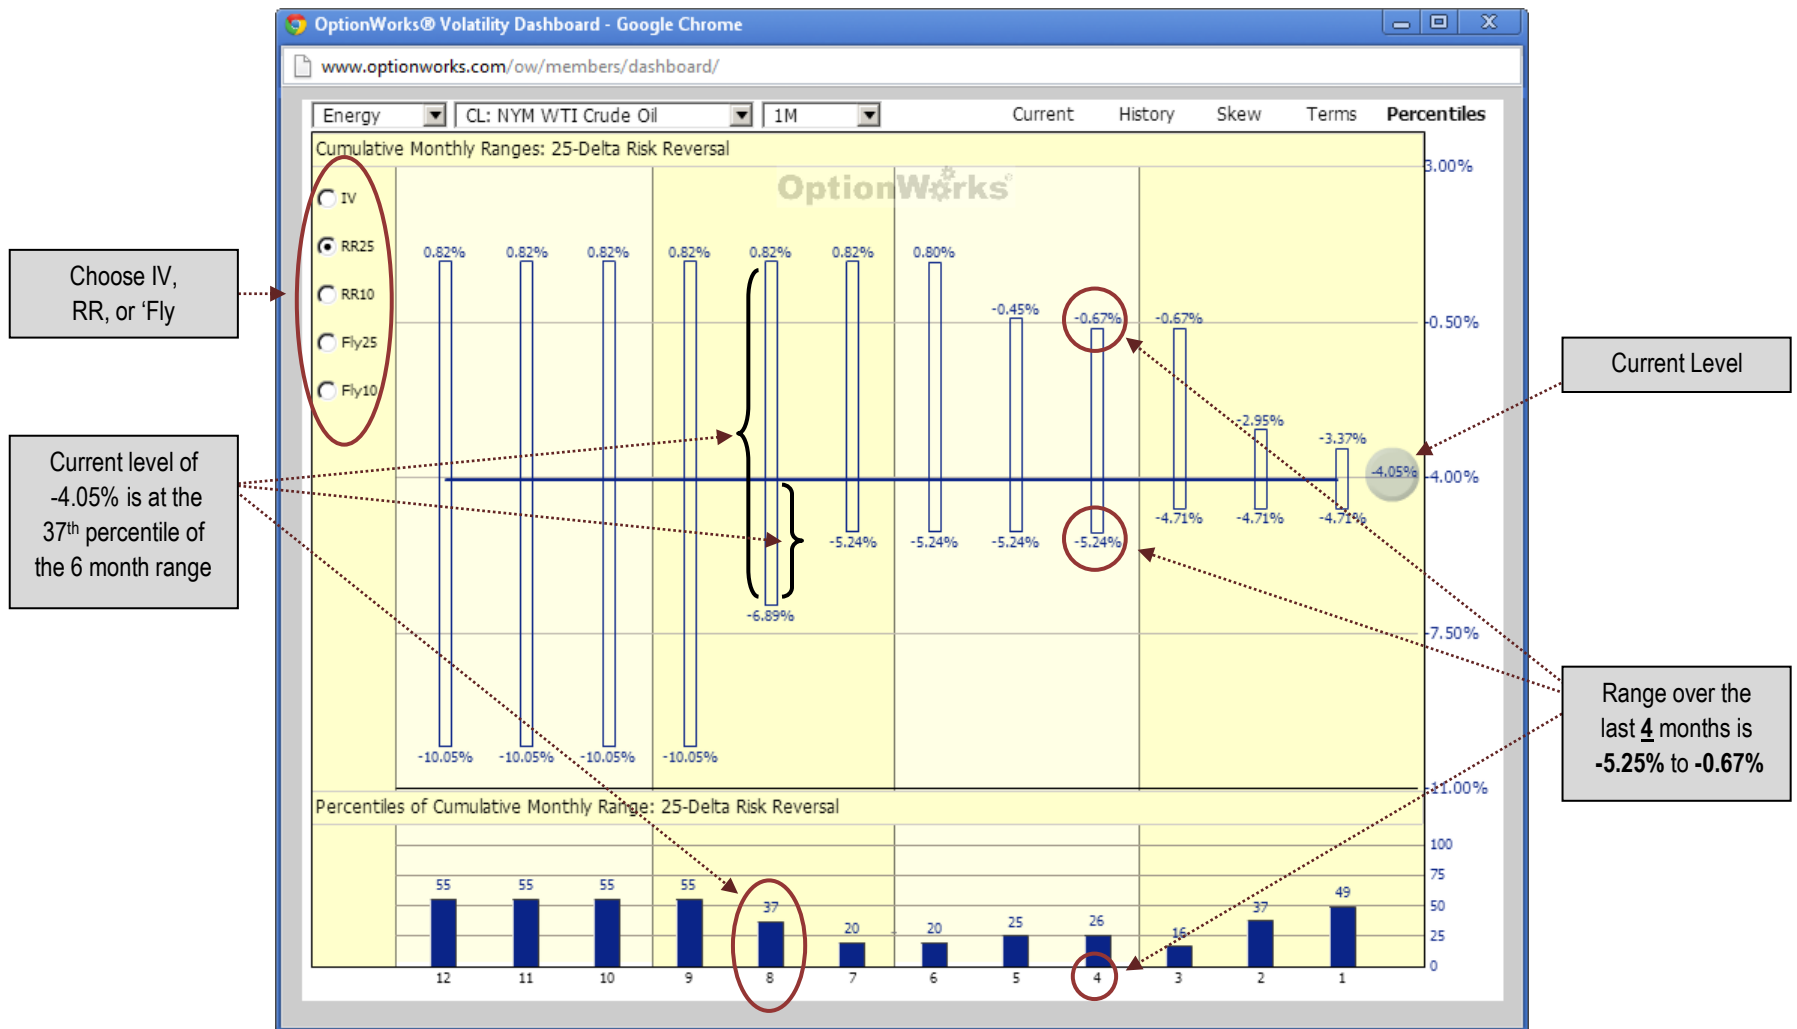 OptionWorks® Volatility Dashboard - Google Chrome
www.optionworks.com/ow/members/dashboard/
Energy CL: NYM WTI Crude Oil 1M Current History Skew Terms Percentiles
Cumulative Monthly Ranges: 25-Delta Risk Reversal
OptionWorks
IV
RR25
RR10
Fly25
Fly10
3.00%
-0.50%
-4.00%
-7.50%
-11.00%
0.82% 0.82% 0.82% 0.82% 0.82% 0.82% 0.80% -0.45% -0.67% -0.67% -2.95% -3.37%
-4.05%
-10.05% -10.05% -10.05% -10.05% -6.89% -5.24% -5.24% -5.24% -5.24% -4.71% -4.71% -4.71%
Percentiles of Cumulative Monthly Range: 25-Delta Risk Reversal
100
75
50
25
0
55 55 55 55 37 20 20 25 26 16 37 49
12 11 10 9 8 7 6 5 4 3 2 1
Choose IV,
RR, or ‘Fly
Current level of
-4.05% is at the
37th percentile of
the 6 month range
Current Level
Range over the
last 4 months is
-5.25% to -0.67%